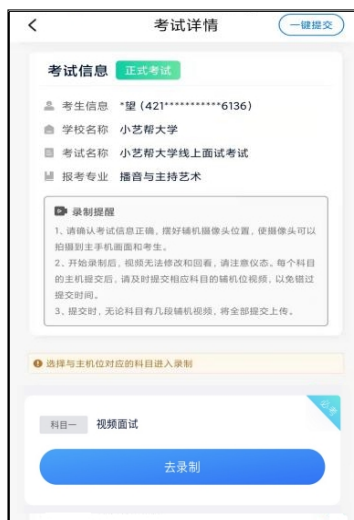 考试详情
一键提交
考试信息 正式考试
考生信息 *望 (421***********6136)
学校名称 小艺帮大学
考试名称 小艺帮大学线上面试考试
报考专业 播音与主持艺术
录制提醒
1、请确认考试信息正确，摆好辅机摄像头位置，使摄像头可以
拍摄到主手机画面和考生。
2、开始录制后，视频无法修改和回看，请注意仪态。每个科目
的主机提交后，请及时提交相应科目的辅机位视频，以免错过
提交时间。
3、提交时，无论科目有几段辅机视频，将全部提交上传。
选择与主机位对应的科目进入录制
必考
科目一 视频面试
去录制